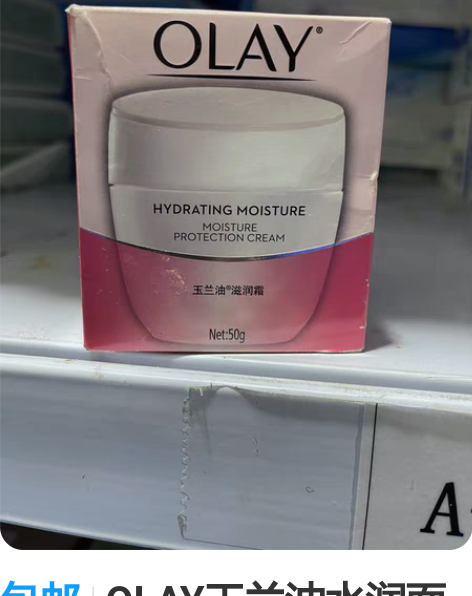 OLAY®
HYDRATING MOISTURE
MOISTURE
PROTECTION CREAM
玉兰油®滋润霜
Net:50g
A
包邮 OLAY玉兰油水润面